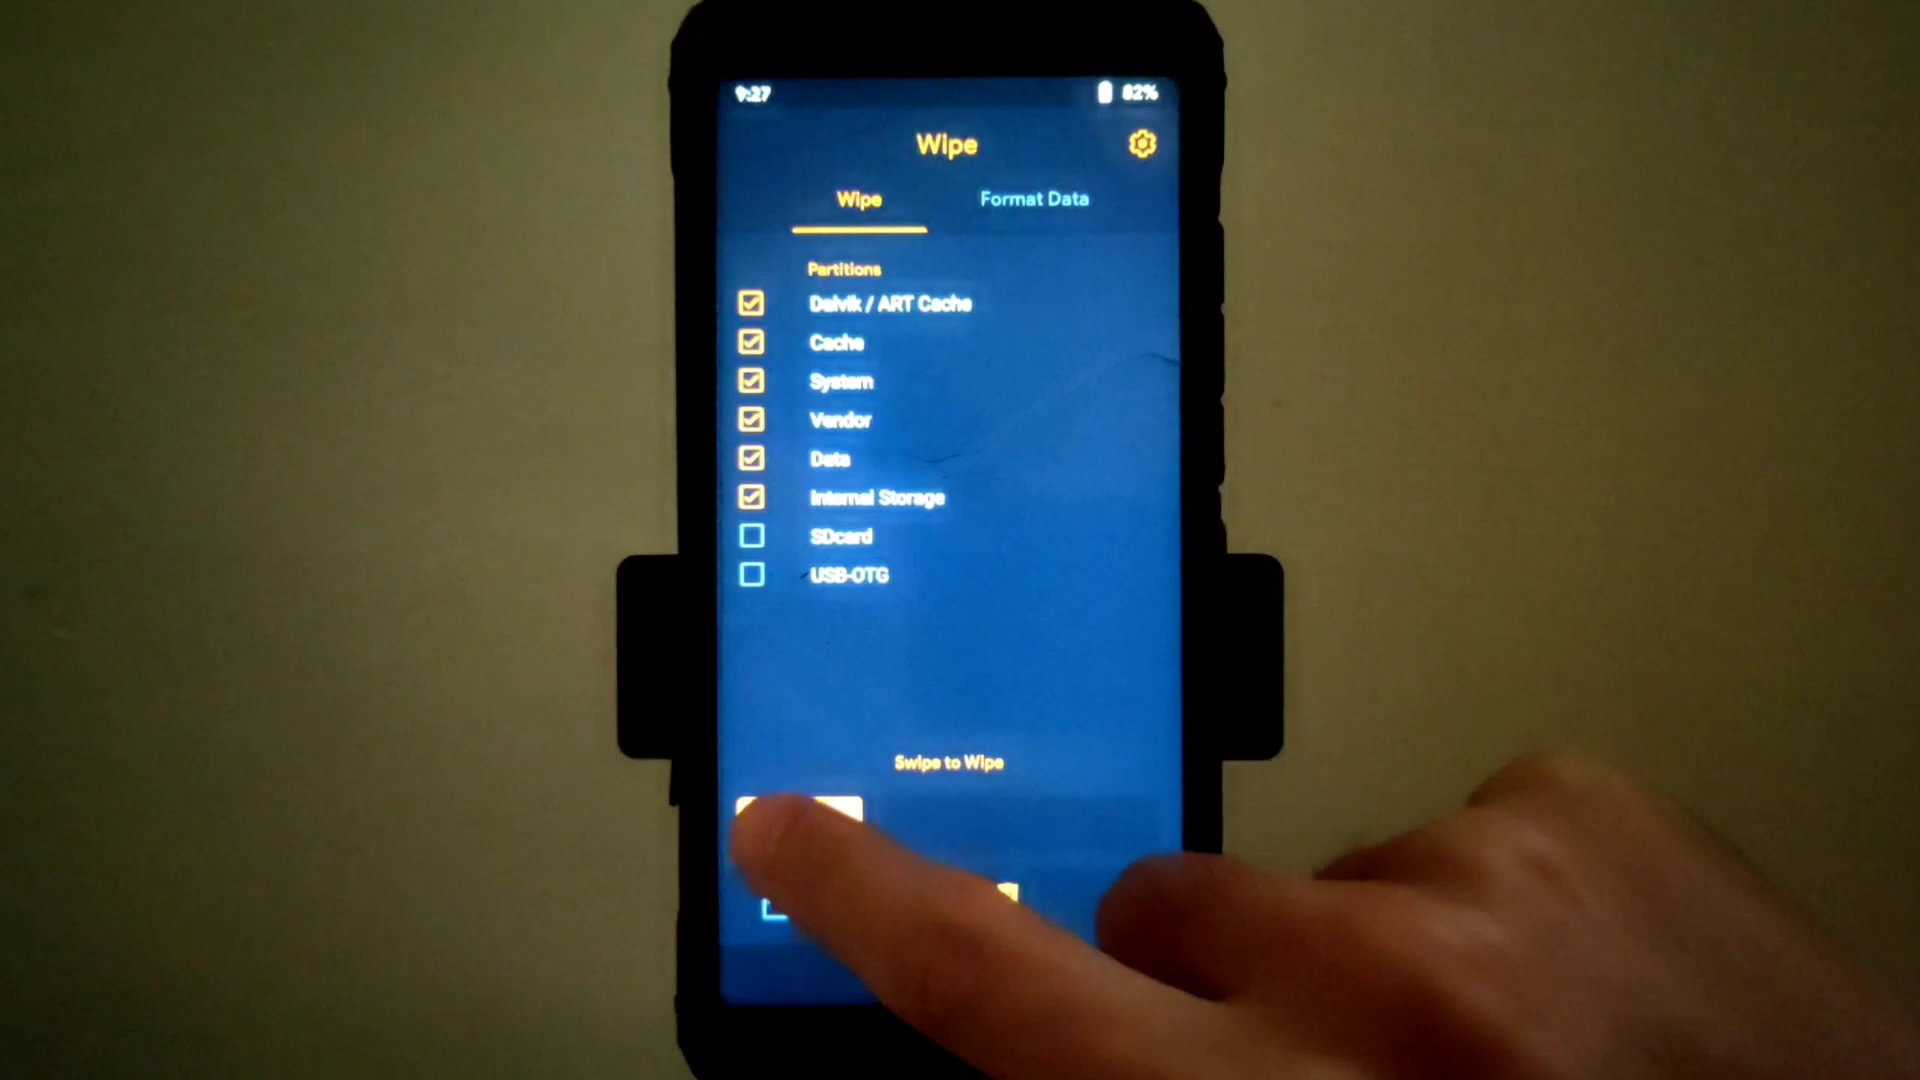 9:27 82%
Wipe
Wipe Format Data
Partitions
Dalvik / ART Cache
Cache
System
Vendor
Data
Internal Storage
SDcard
USB-OTG
Swipe to Wipe